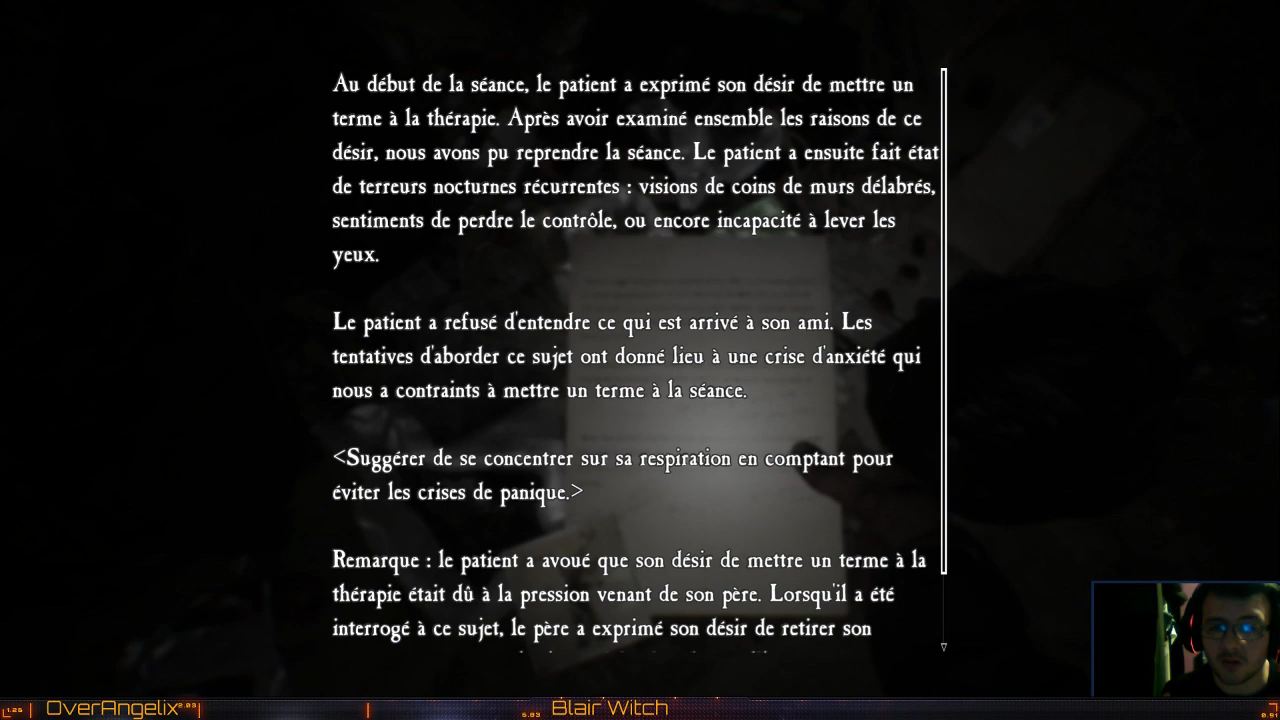 Au début de la séance, le patient a exprimé son désir de mettre un
terme à la thérapie. Après avoir examiné ensemble les raisons de ce
désir, nous avons pu reprendre la séance. Le patient a ensuite fait état
de terreurs nocturnes récurrentes : visions de coins de murs délabrés,
sentiments de perdre le contrôle, ou encore incapacité à lever les
yeux.
Le patient a refusé d'entendre ce qui est arrivé à son ami. Les
tentatives d'aborder ce sujet ont donné lieu à une crise d'anxiété qui
nous a contraints à mettre un terme à la séance.
<Suggérer de se concentrer sur sa respiration en comptant pour
éviter les crises de panique.>
Remarque : le patient a avoué que son désir de mettre un terme à la
thérapie était dû à la pression venant de son père. Lorsqu'il a été
interrogé à ce sujet, le père a exprimé son désir de retirer son
OverAngelix
Blair Witch